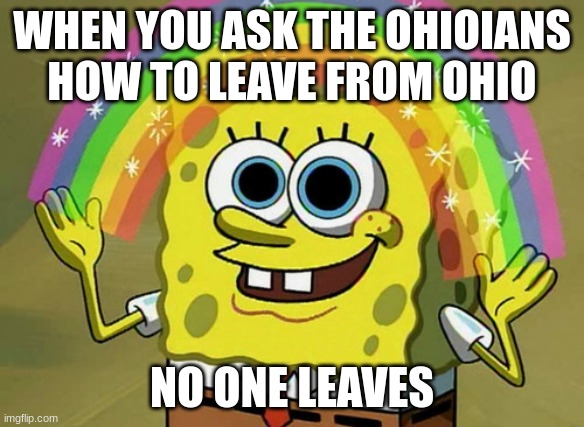 WHEN YOU ASK THE OHIOIANS
HOW TO LEAVE FROM OHIO
NO ONE LEAVES
imgflip.com